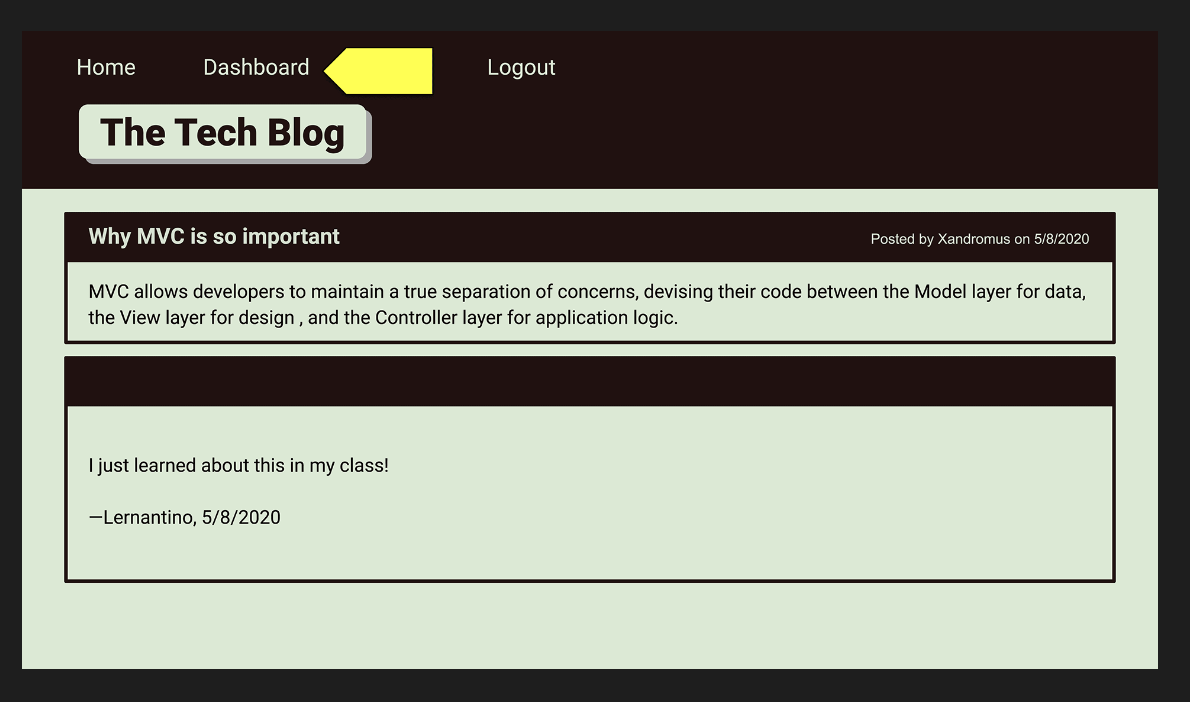 Home Dashboard Logout
The Tech Blog
Why MVC is so important Posted by Xandromus on 5/8/2020
MVC allows developers to maintain a true separation of concerns, devising their code between the Model layer for data,
the View layer for design , and the Controller layer for application logic.
I just learned about this in my class!
—Lernantino, 5/8/2020